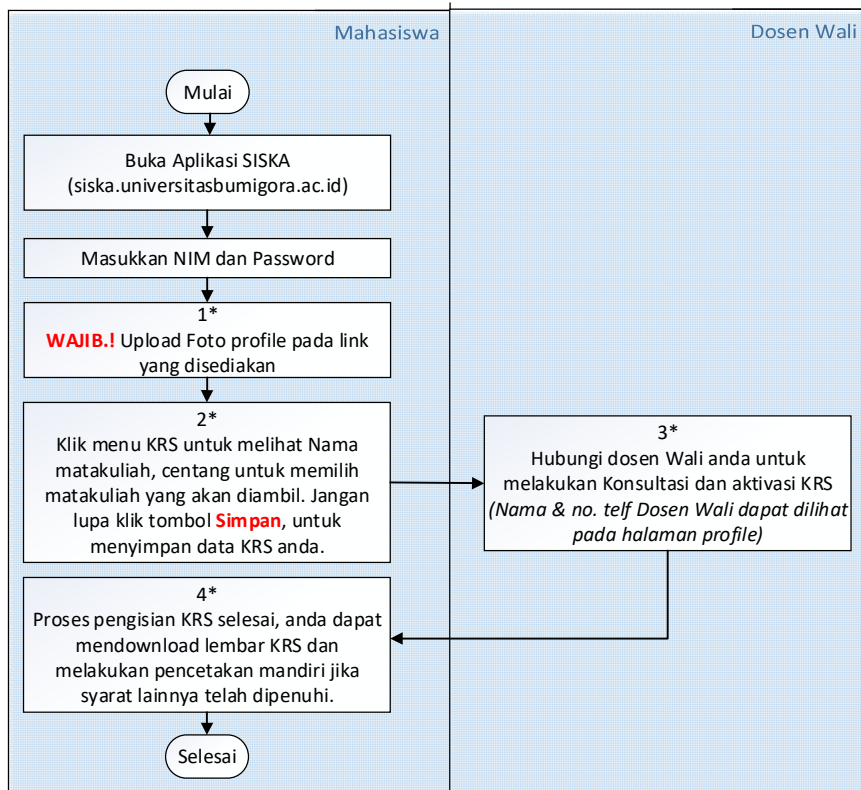 Mahasiswa
Dosen Wali
Mulai
Buka Aplikasi SISKA
(siska.universitasbumigora.ac.id)
Masukkan NIM dan Password
1*
WAJIB.! Upload Foto profile pada link
yang disediakan
2*
Klik menu KRS untuk melihat Nama
matakuliah, centang untuk memilih
matakuliah yang akan diambil. Jangan
lupa klik tombol Simpan, untuk
menyimpan data KRS anda.
3*
Hubungi dosen Wali anda untuk
melakukan Konsultasi dan aktivasi KRS
(Nama & no. telf Dosen Wali dapat dilihat
pada halaman profile)
4*
Proses pengisian KRS selesai, anda dapat
mendownload lembar KRS dan
melakukan pencetakan mandiri jika
syarat lainnya telah dipenuhi.
Selesai